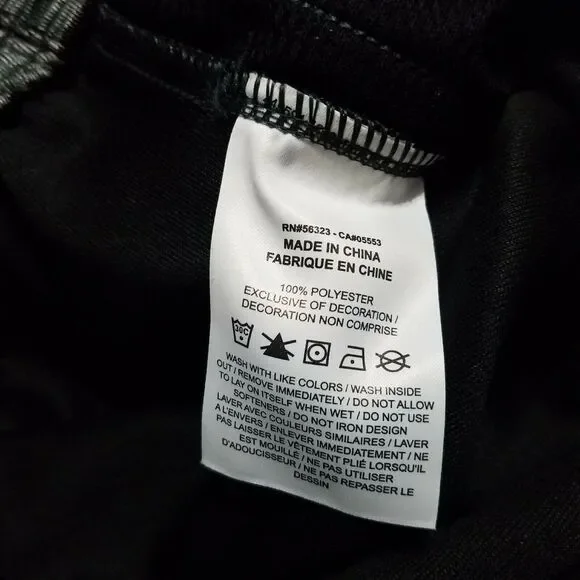 RN#56323 - CA#05553
MADE IN CHINA
FABRIQUE EN CHINE
100% POLYESTER
EXCLUSIVE OF DECORATION /
DECORATION NON COMPRISE
30C
WASH WITH LIKE COLORS / WASH INSIDE
OUT / REMOVE IMMEDIATELY / DO NOT ALLOW
TO LAY ON ITSELF WHEN WET / DO NOT USE
SOFTENERS / DO NOT IRON DESIGN
LAVER AVEC COULEURS SIMILAIRES / LAVER
A L'ENVERS / ENLEVER IMMEDIATEMENT / NE
PAS LAISSER LE VÊTEMENT PLIÉ LORSQU'IL
EST MOUILLÉ / NE PAS UTILISER
D'ADOUCISSEUR / NE PAS REPASSER LE
DESSIN